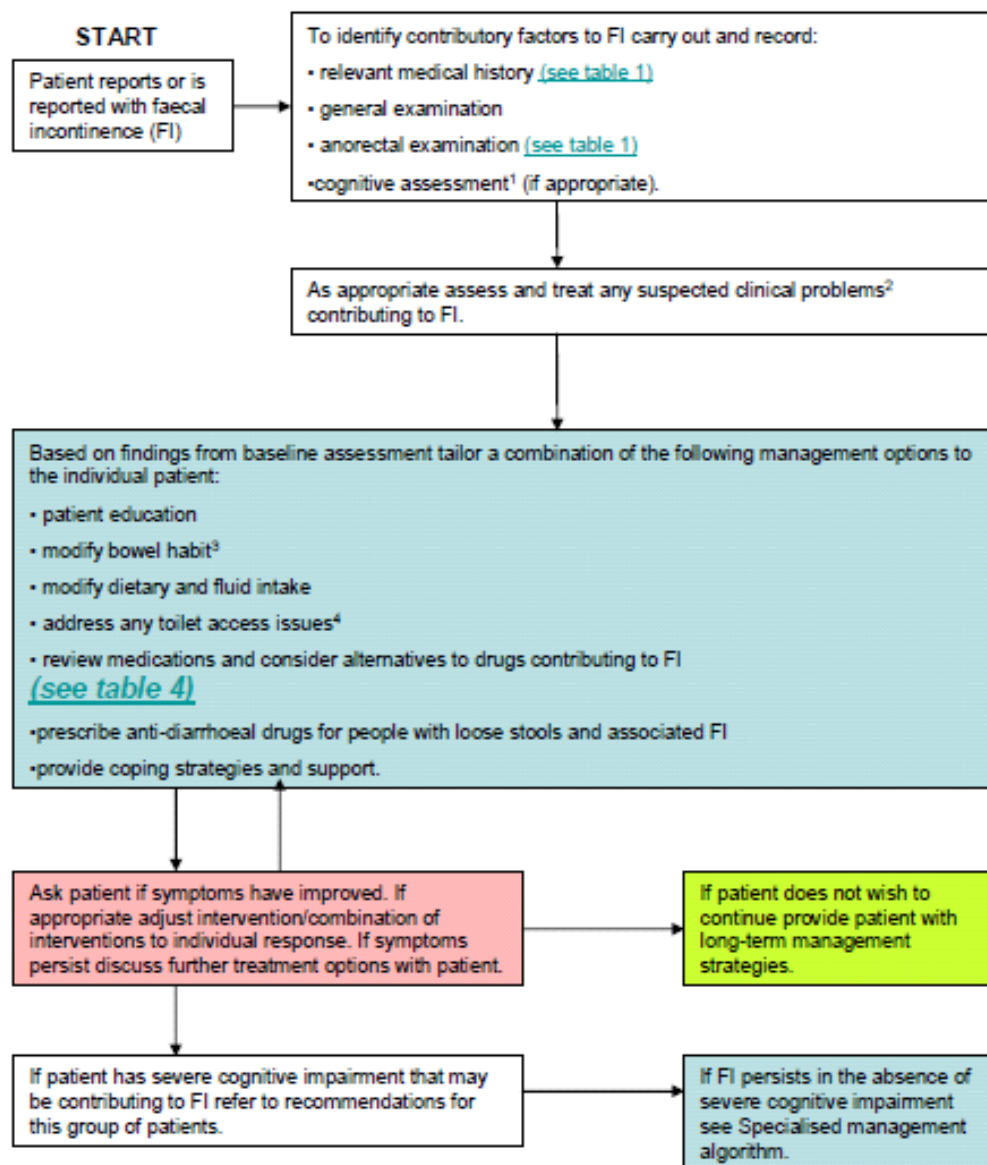 START
Patient reports or is
reported with faecal
incontinence (FI)
To identify contributory factors to FI carry out and record:
• relevant medical history (see table 1)
• general examination
• anorectal examination (see table 1)
•cognitive assessment¹ (if appropriate).
As appropriate assess and treat any suspected clinical problems²
contributing to FI.
Based on findings from baseline assessment tailor a combination of the following management options to
the individual patient:
• patient education
• modify bowel habit³
• modify dietary and fluid intake
• address any toilet access issues⁴
• review medications and consider alternatives to drugs contributing to FI
(see table 4)
•prescribe anti-diarrhoeal drugs for people with loose stools and associated FI
•provide coping strategies and support.
Ask patient if symptoms have improved. If
appropriate adjust intervention/combination of
interventions to individual response. If symptoms
persist discuss further treatment options with patient.
If patient does not wish to
continue provide patient with
long-term management
strategies.
If patient has severe cognitive impairment that may
be contributing to FI refer to recommendations for
this group of patients.
If FI persists in the absence of
severe cognitive impairment
see Specialised management
algorithm.